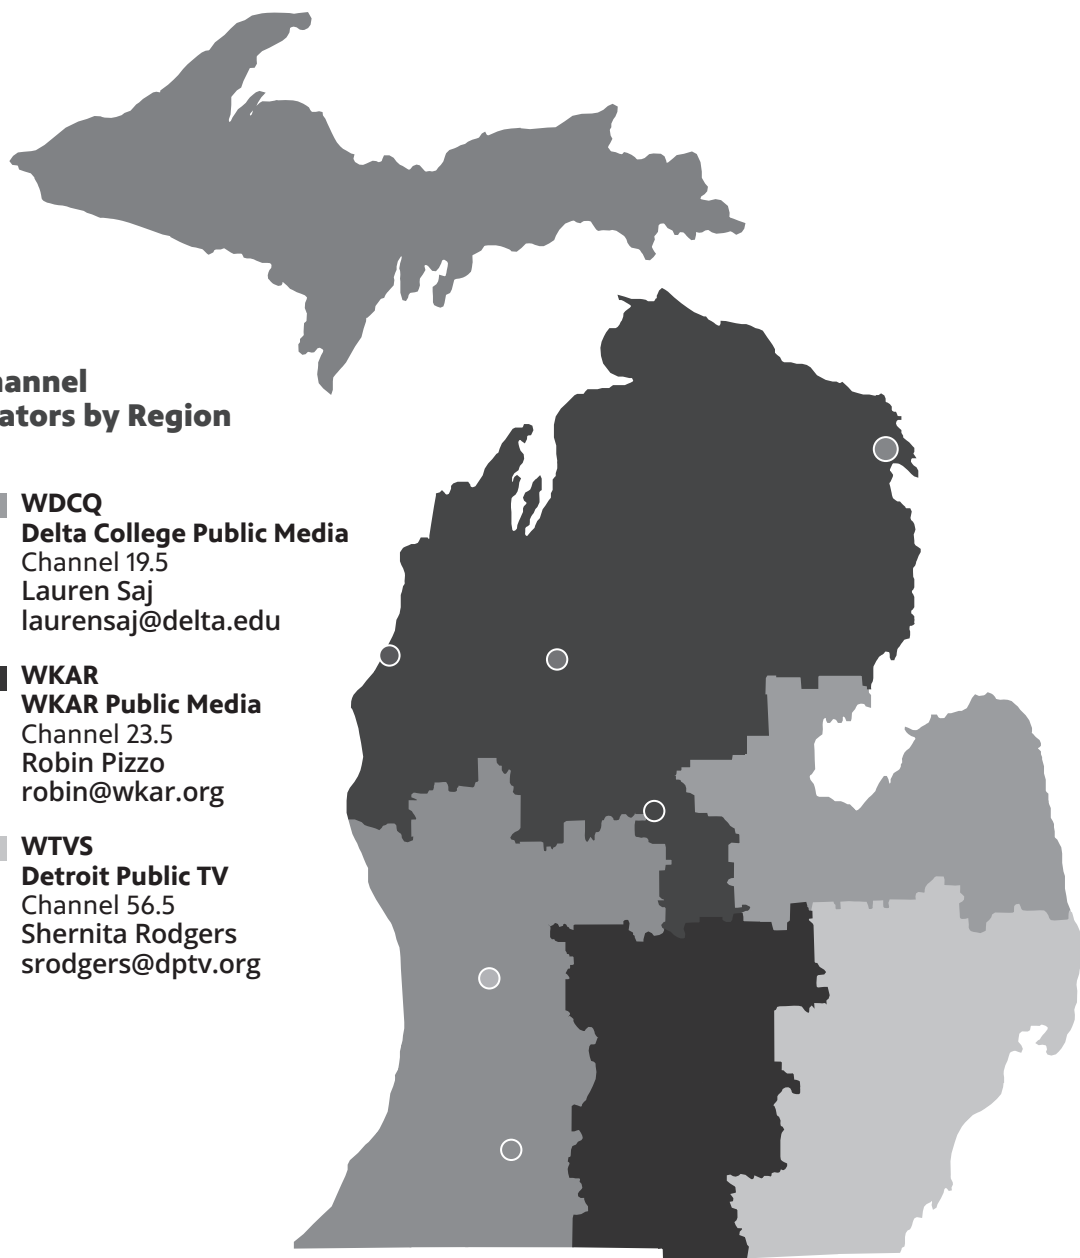 hannel
ators by Region
WDCQ
Delta College Public Media
Channel 19.5
Lauren Saj
laurensaj@delta.edu
WKAR
WKAR Public Media
Channel 23.5
Robin Pizzo
robin@wkar.org
WTVS
Detroit Public TV
Channel 56.5
Shernita Rodgers
srodgers@dptv.org